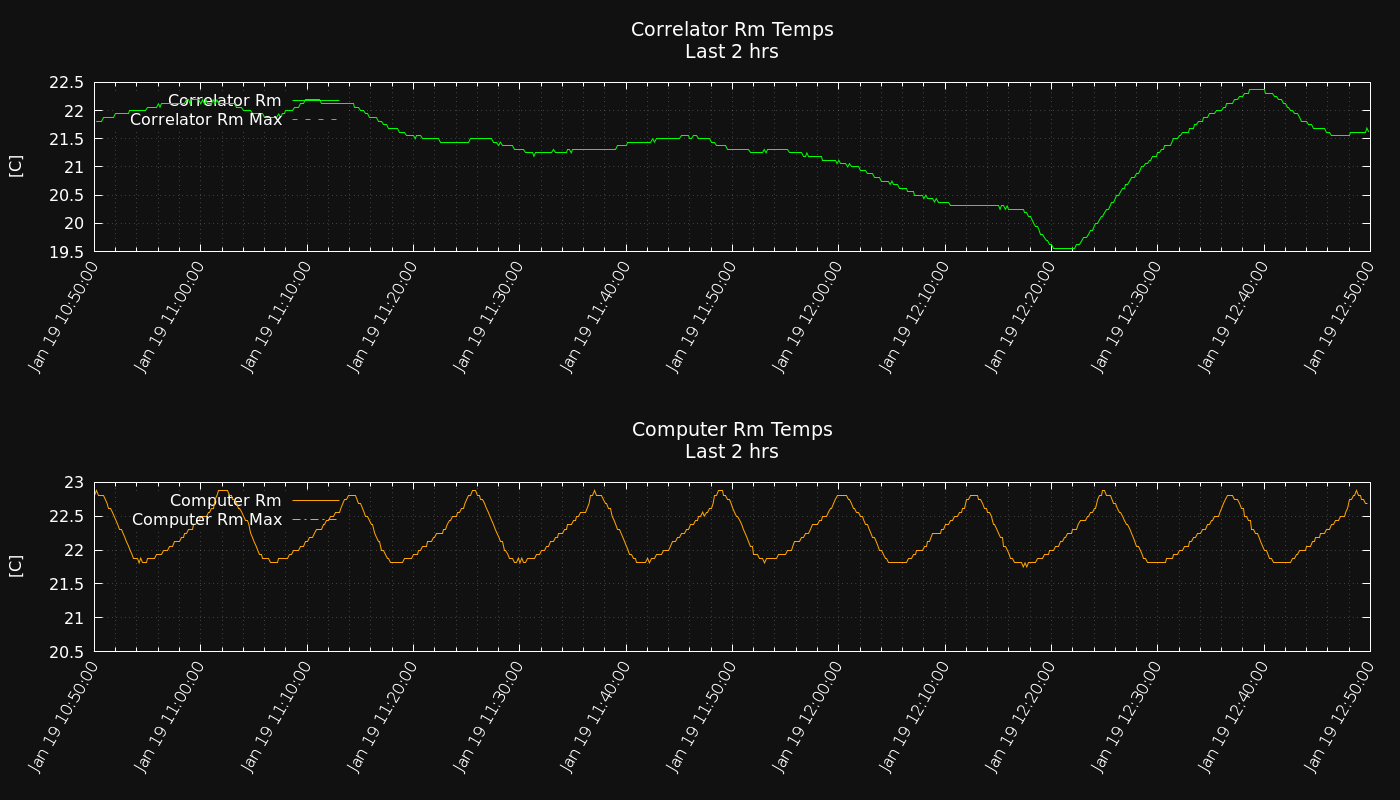 Correlator Rm Temps
Last 2 hrs
Correlator Rm
Correlator Rm Max
[C]
22.5
22
21.5
21
20.5
20
19.5
Jan 19 10:50:00
Jan 19 11:00:00
Jan 19 11:10:00
Jan 19 11:20:00
Jan 19 11:30:00
Jan 19 11:40:00
Jan 19 11:50:00
Jan 19 12:00:00
Jan 19 12:10:00
Jan 19 12:20:00
Jan 19 12:30:00
Jan 19 12:40:00
Jan 19 12:50:00
Computer Rm Temps
Last 2 hrs
Computer Rm
Computer Rm Max
[C]
23
22.5
22
21.5
21
20.5
Jan 19 10:50:00
Jan 19 11:00:00
Jan 19 11:10:00
Jan 19 11:20:00
Jan 19 11:30:00
Jan 19 11:40:00
Jan 19 11:50:00
Jan 19 12:00:00
Jan 19 12:10:00
Jan 19 12:20:00
Jan 19 12:30:00
Jan 19 12:40:00
Jan 19 12:50:00